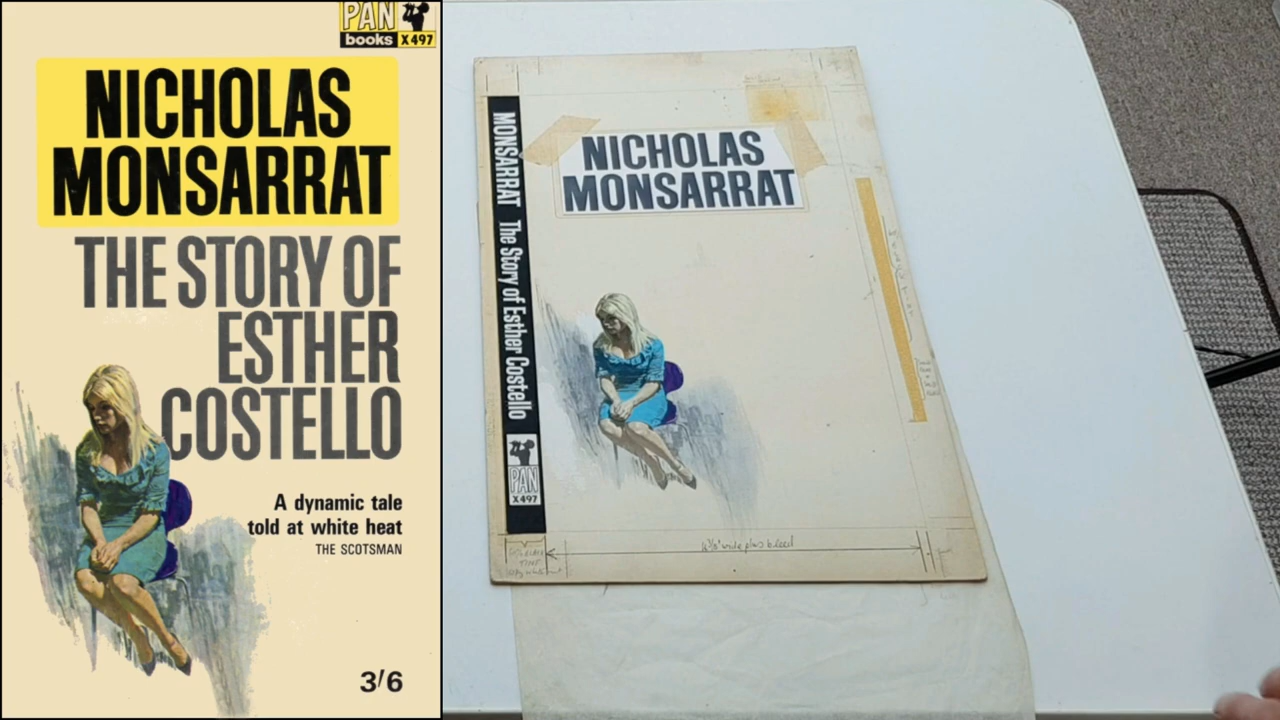 PAN
books X497
NICHOLAS
MONSARRAT
THE STORY OF
ESTHER
COSTELLO
A dynamic tale
told at white heat
THE SCOTSMAN
3/6
MONSARRAT The Story of Esther Costello
PAN
X497
NICHOLAS
MONSARRAT
wide plus bleed